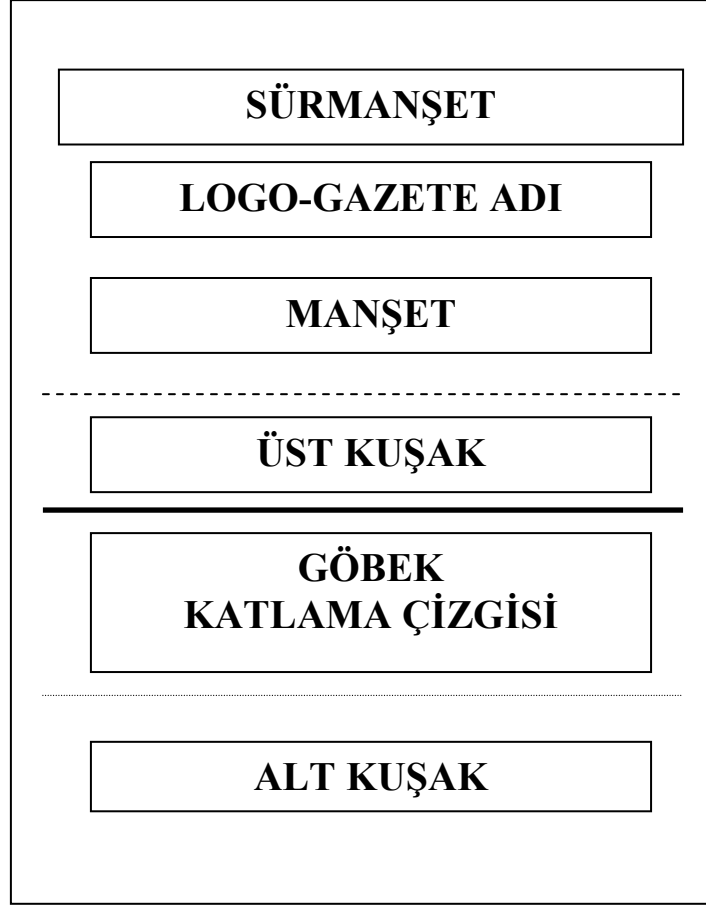 SÜRMANŞET
LOGO-GAZETE ADI
MANŞET
ÜST KUŞAK
GÖBEK
KATLAMA ÇİZGİSİ
ALT KUŞAK